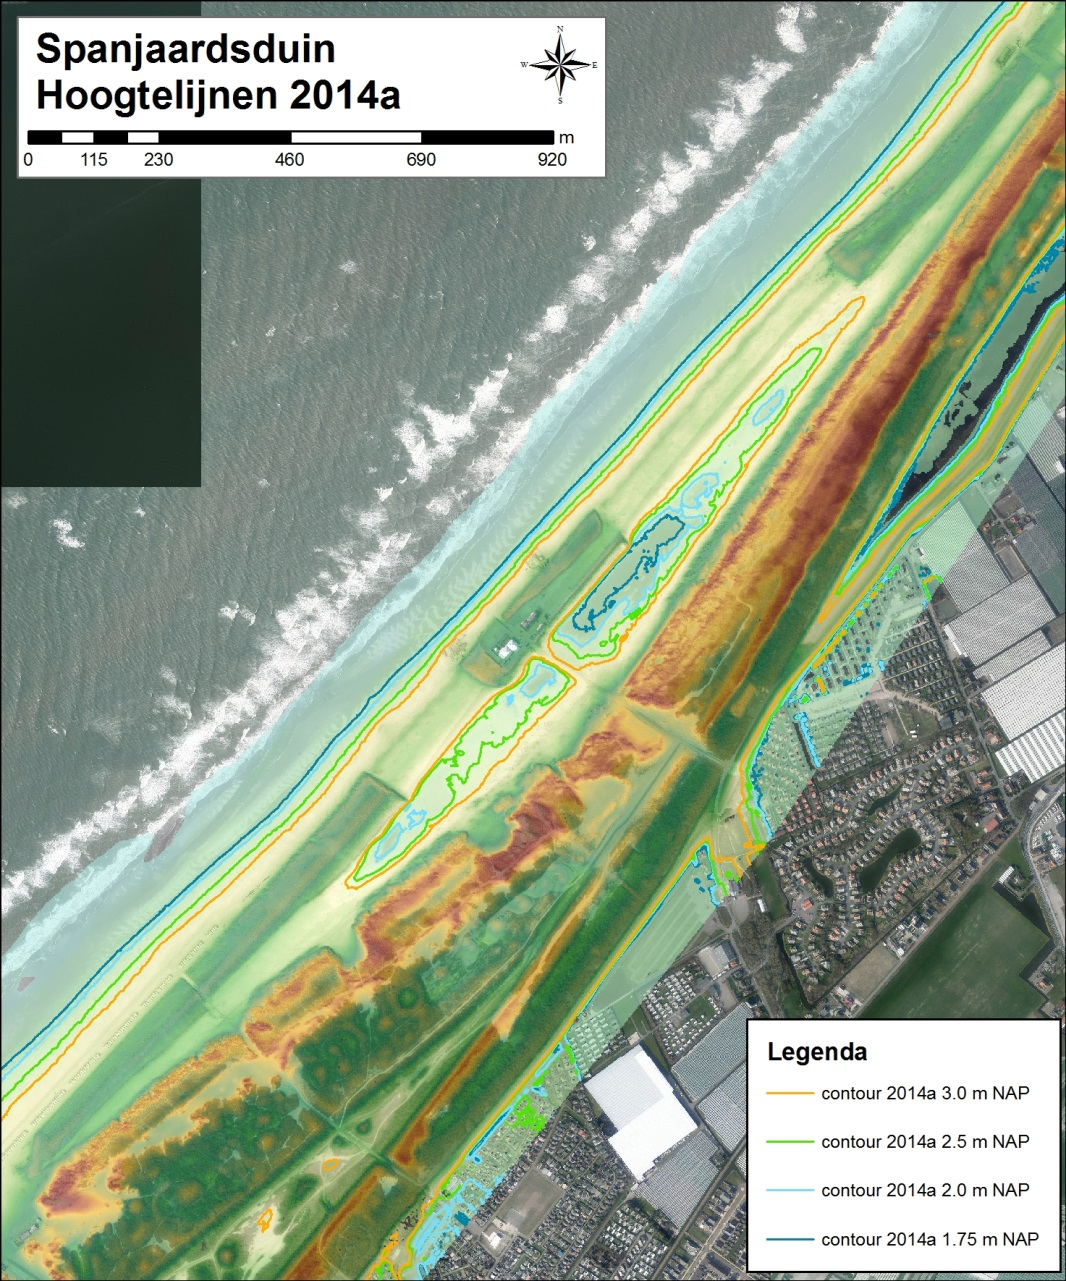 Spanjaardsduin
Hoogtelijnen 2014a
N
W E
S
m
0 115 230 460 690 920
Legenda
contour 2014a 3.0 m NAP
contour 2014a 2.5 m NAP
contour 2014a 2.0 m NAP
contour 2014a 1.75 m NAP